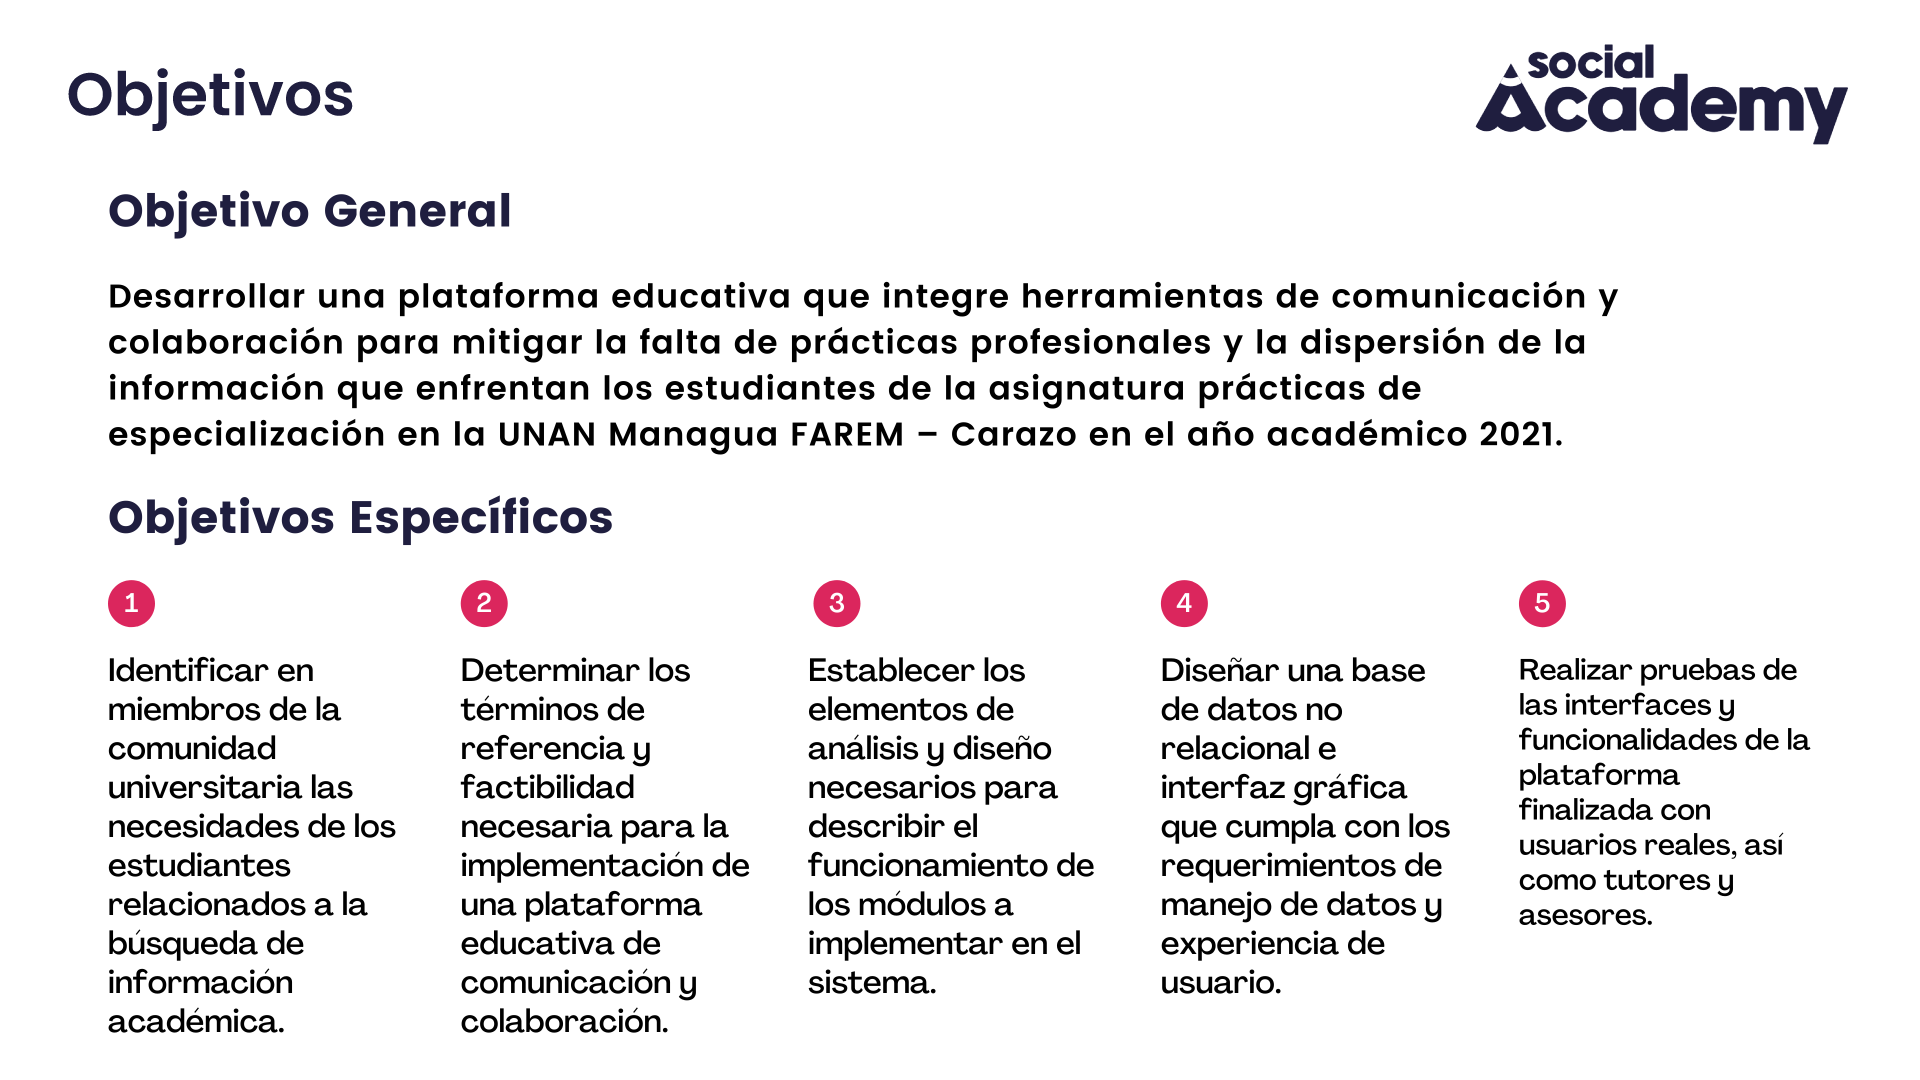 Objetivos
social
Academy
Objetivo General
Desarrollar una plataforma educativa que integre herramientas de comunicación y
colaboración para mitigar la falta de prácticas profesionales y la dispersión de la
información que enfrentan los estudiantes de la asignatura prácticas de
especialización en la UNAN Managua FAREM – Carazo en el año académico 2021.
Objetivos Específicos
1
Identificar en
miembros de la
comunidad
universitaria las
necesidades de los
estudiantes
relacionados a la
búsqueda de
información
académica.
2
Determinar los
términos de
referencia y
factibilidad
necesaria para la
implementación de
una plataforma
educativa de
comunicación y
colaboración.
3
Establecer los
elementos de
análisis y diseño
necesarios para
describir el
funcionamiento de
los módulos a
implementar en el
sistema.
4
Diseñar una base
de datos no
relacional e
interfaz gráfica
que cumpla con los
requerimientos de
manejo de datos y
experiencia de
usuario.
5
Realizar pruebas de
las interfaces y
funcionalidades de la
plataforma
finalizada con
usuarios reales, así
como tutores y
asesores.